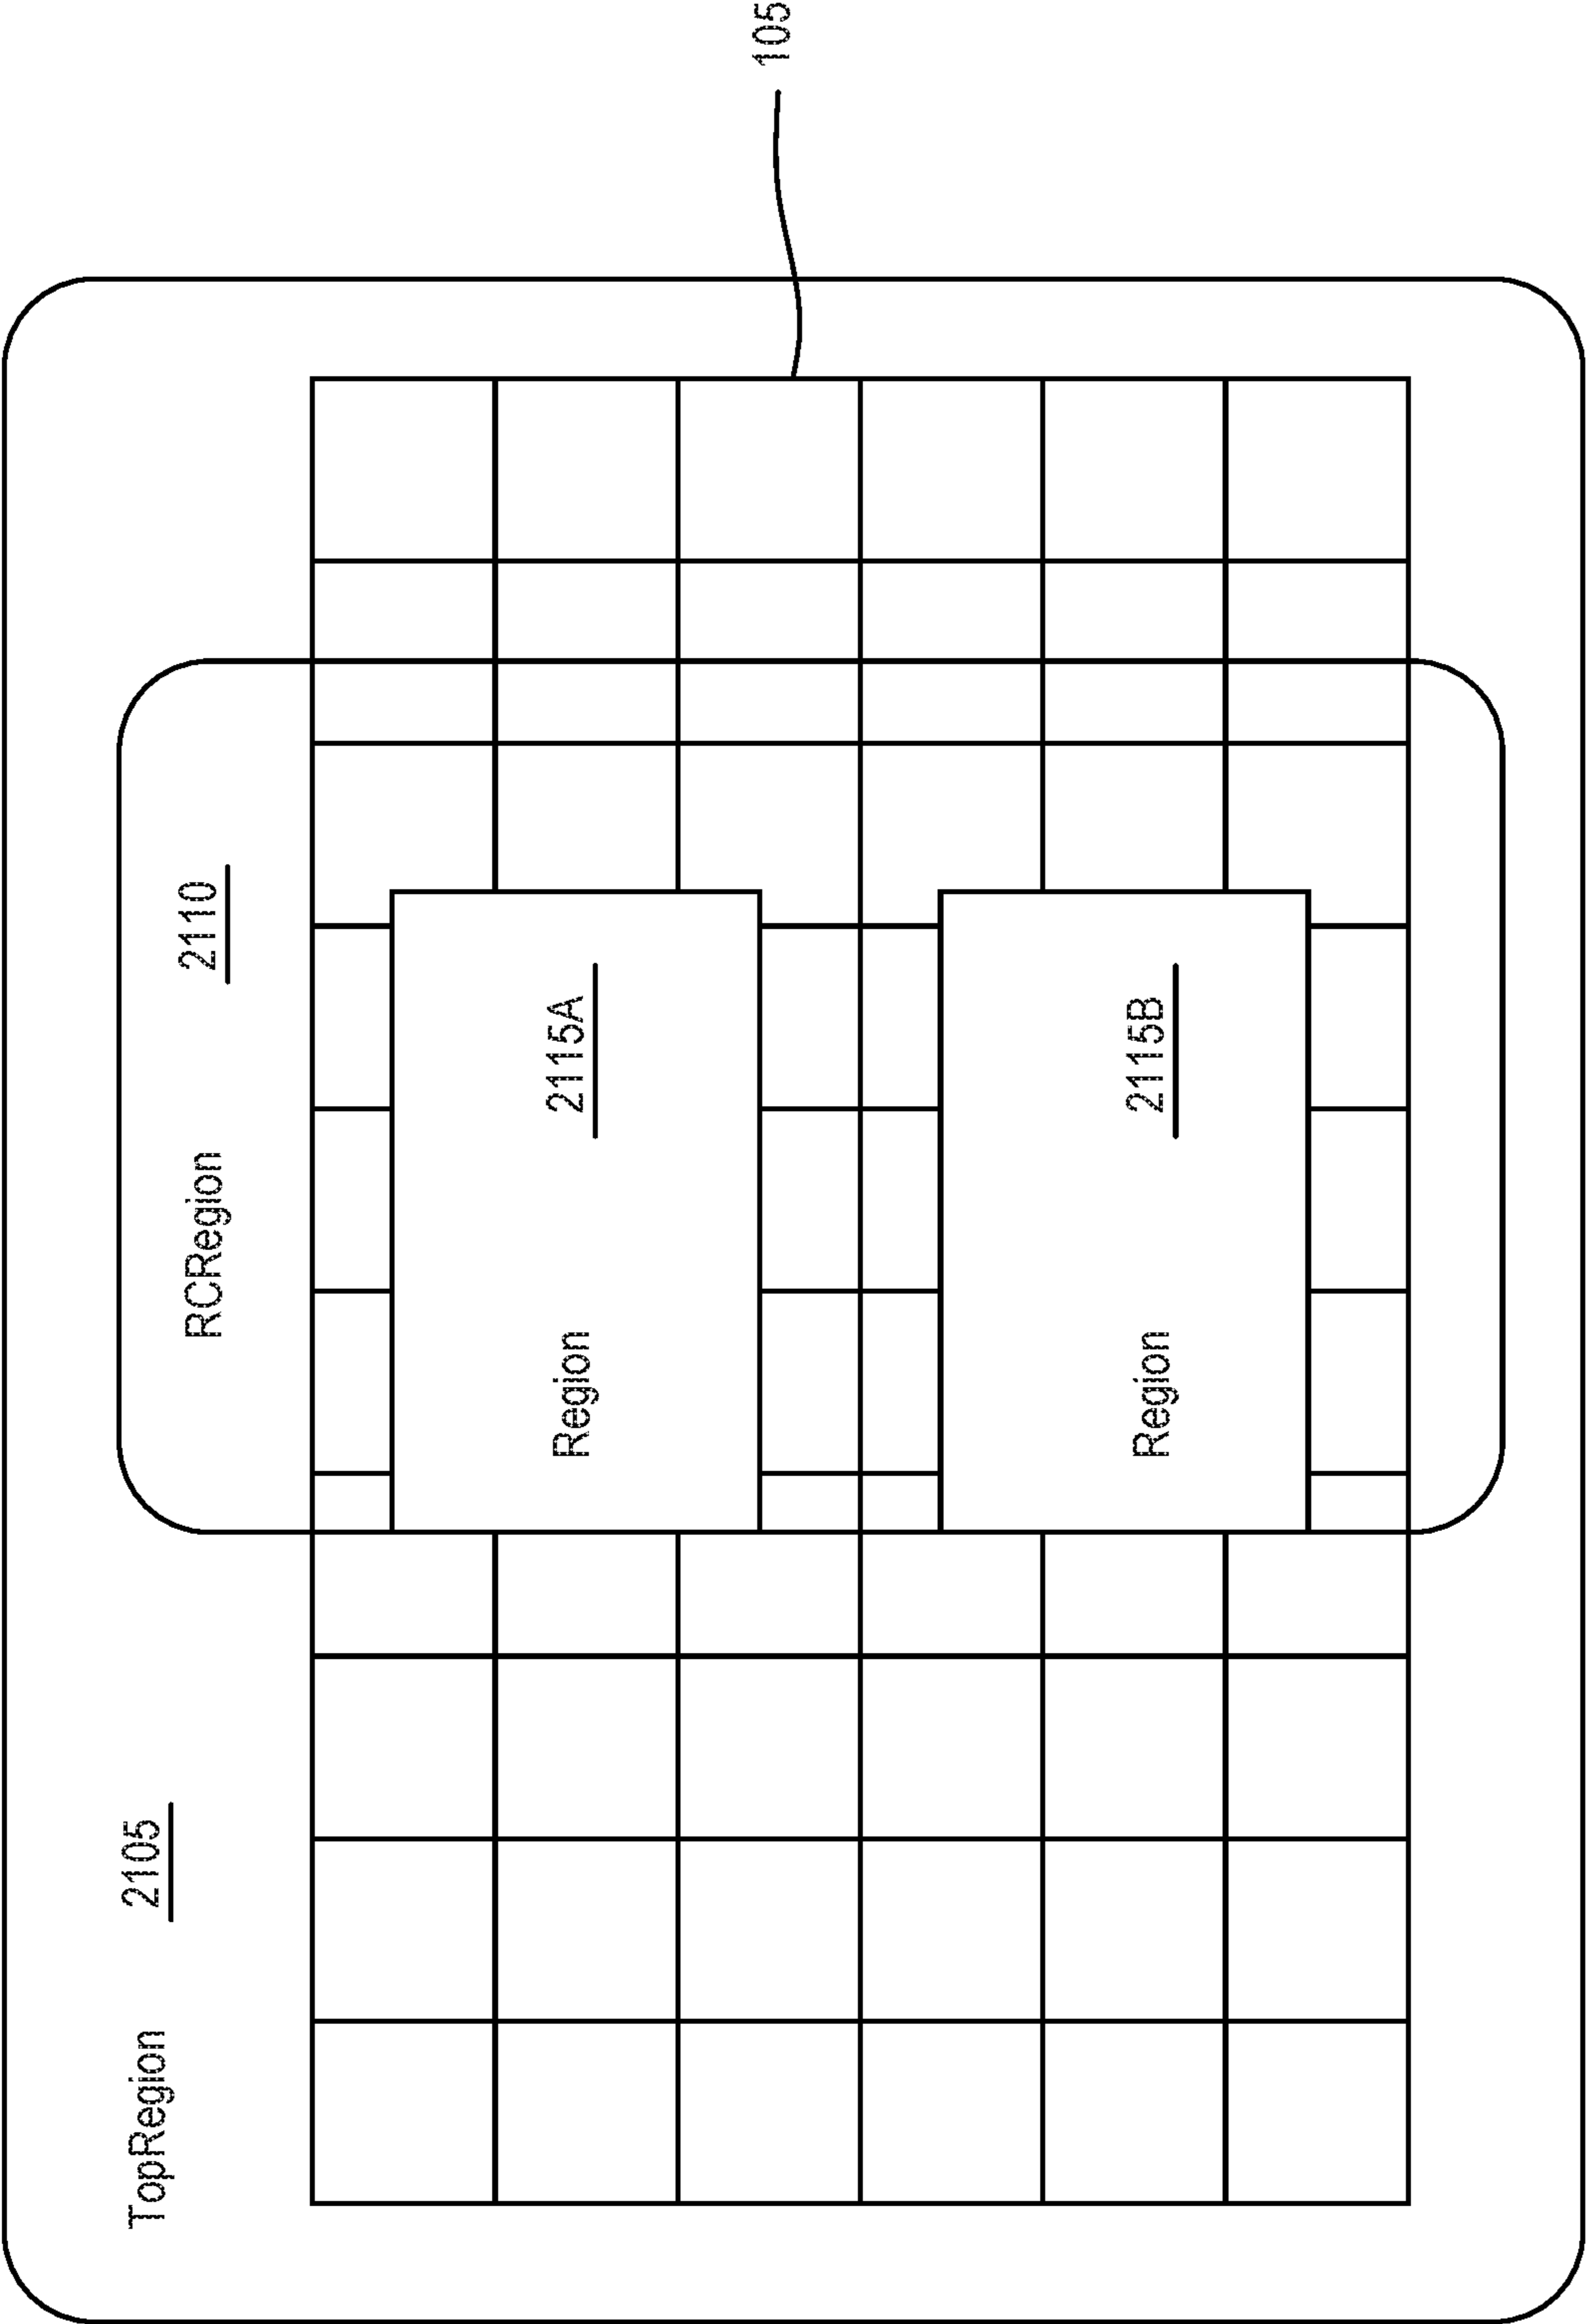 TopRegion 2105
RCRegion 2110
Region 2115A
Region 2115B
105